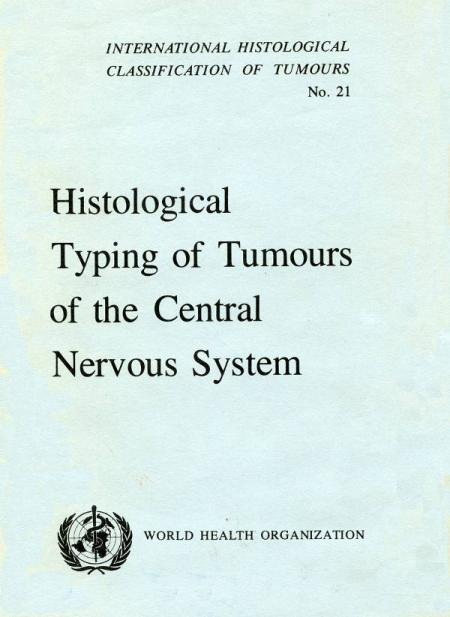 INTERNATIONAL HISTOLOGICAL
CLASSIFICATION OF TUMOURS
No. 21
Histological
Typing of Tumours
of the Central
Nervous System
WORLD HEALTH ORGANIZATION